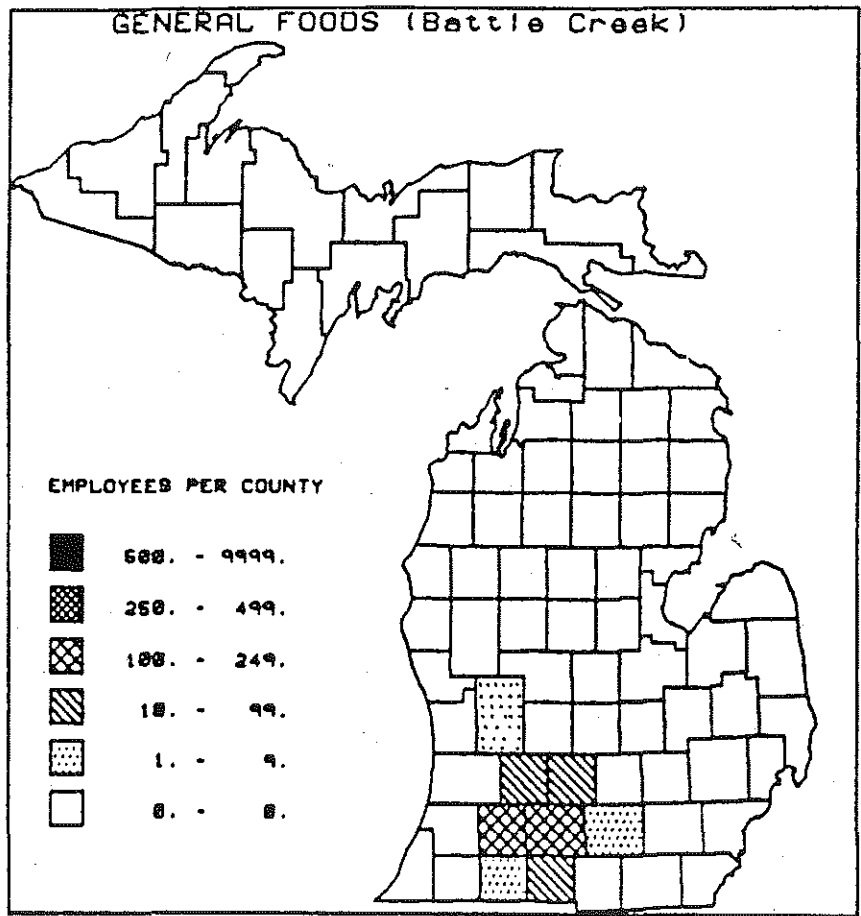 GENERAL FOODS (Battle Creek)
EMPLOYEES PER COUNTY
500. - 9999.
250. - 499.
100. - 249.
10. - 99.
1. - 9.
0. - 0.